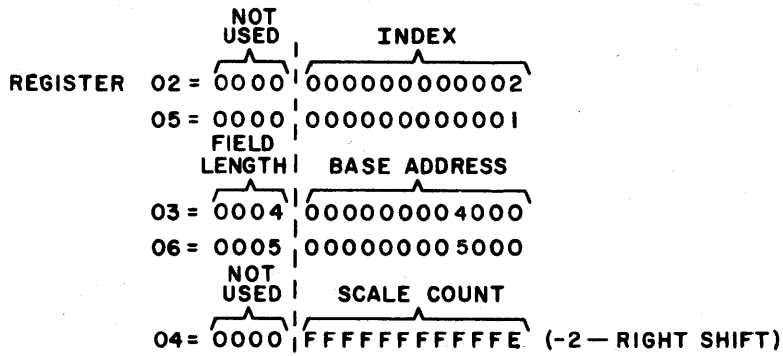 NOT
USED INDEX
REGISTER 02 = 0000 000000000002
05 = 0000 000000000001
FIELD
LENGTH BASE ADDRESS
03 = 0004 000000004000
06 = 0005 000000005000
NOT
USED SCALE COUNT
04 = 0000 FFFFFFFFFFFE (-2 — RIGHT SHIFT)